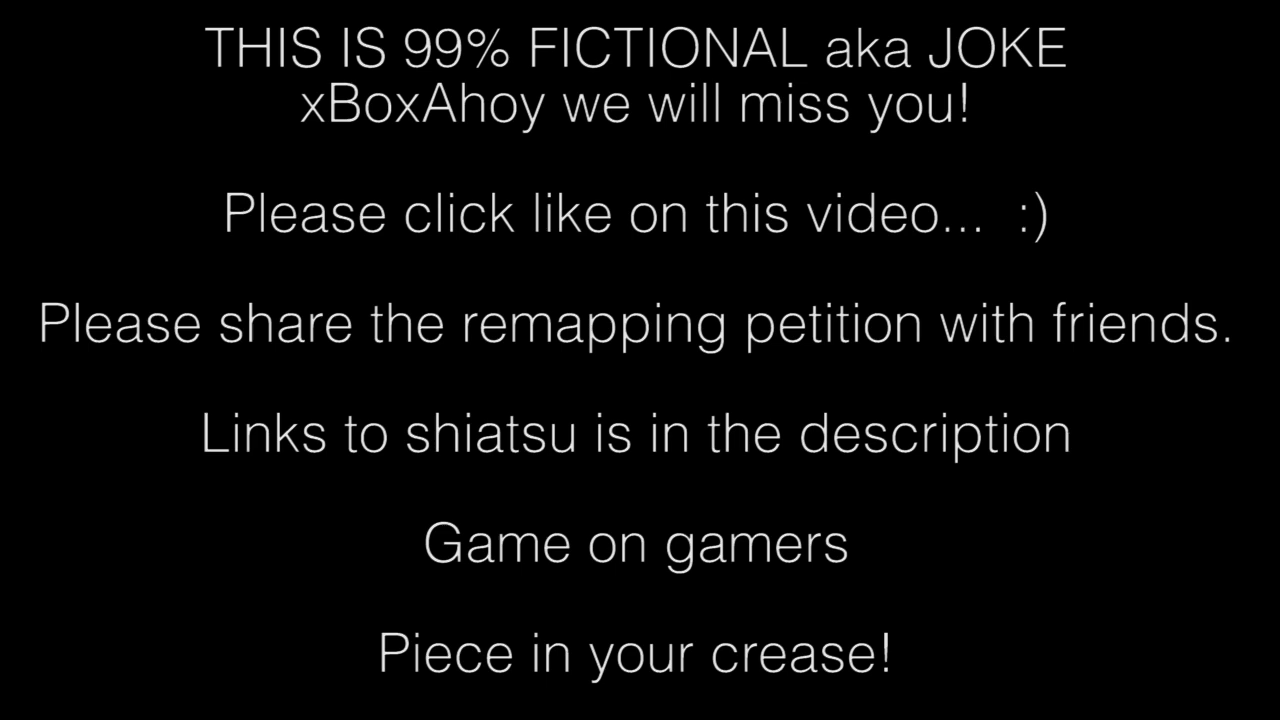 THIS IS 99% FICTIONAL aka JOKE
xBoxAhoy we will miss you!
Please click like on this video... :)
Please share the remapping petition with friends.
Links to shiatsu is in the description
Game on gamers
Piece in your crease!